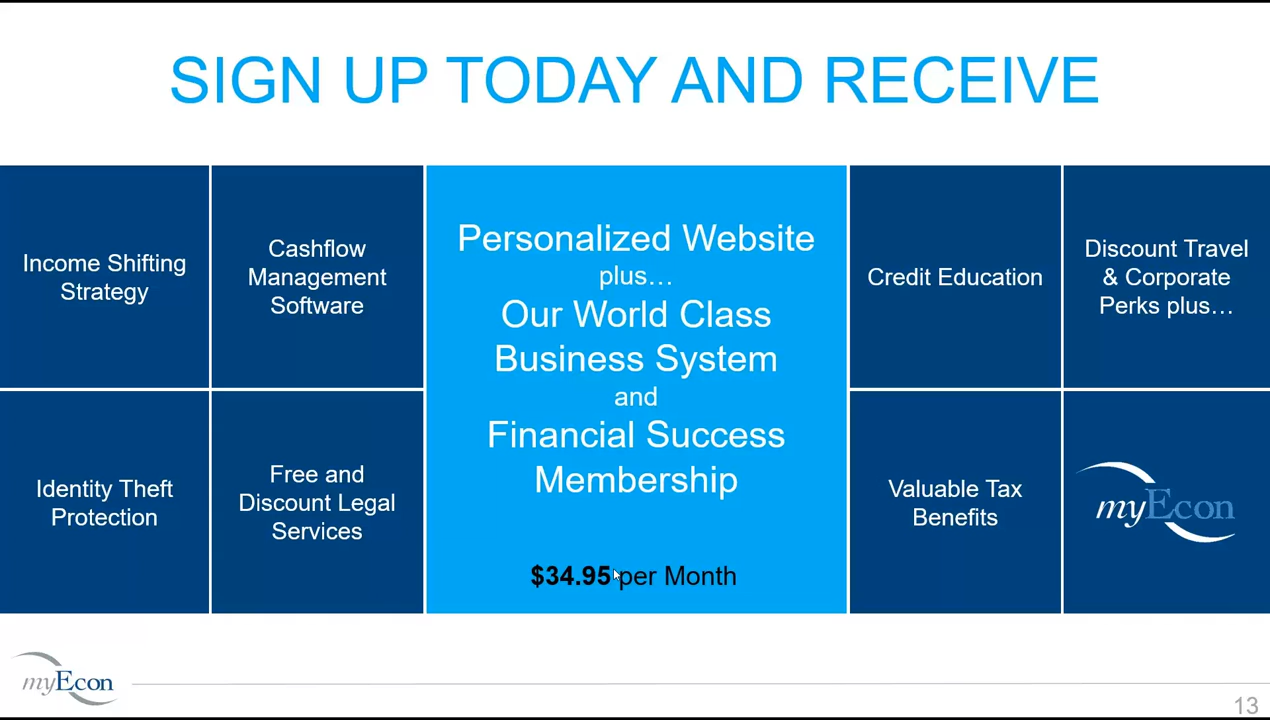 SIGN UP TODAY AND RECEIVE
Income Shifting
Strategy
Cashflow
Management
Software
Personalized Website
plus…
Our World Class
Business System
and
Financial Success
Membership
$34.95 per Month
Credit Education
Discount Travel
& Corporate
Perks plus…
Identity Theft
Protection
Free and
Discount Legal
Services
Valuable Tax
Benefits
myEcon
myEcon
13